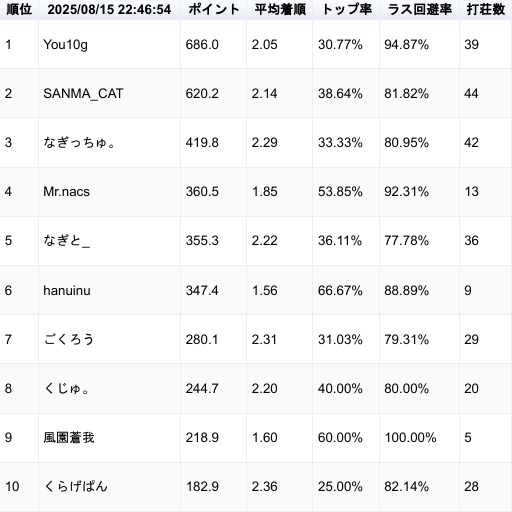 順位 2025/08/15 22:46:54 ポイント 平均着順 トップ率 ラス回避率 打荘数
1 You10g 686.0 2.05 30.77% 94.87% 39
2 SANMA_CAT 620.2 2.14 38.64% 81.82% 44
3 なぎっちゅ。 419.8 2.29 33.33% 80.95% 42
4 Mr.nacs 360.5 1.85 53.85% 92.31% 13
5 なぎと_ 355.3 2.22 36.11% 77.78% 36
6 hanuinu 347.4 1.56 66.67% 88.89% 9
7 ごくろう 280.1 2.31 31.03% 79.31% 29
8 くじゅ。 244.7 2.20 40.00% 80.00% 20
9 風園蒼我 218.9 1.60 60.00% 100.00% 5
10 くらげぱん 182.9 2.36 25.00% 82.14% 28